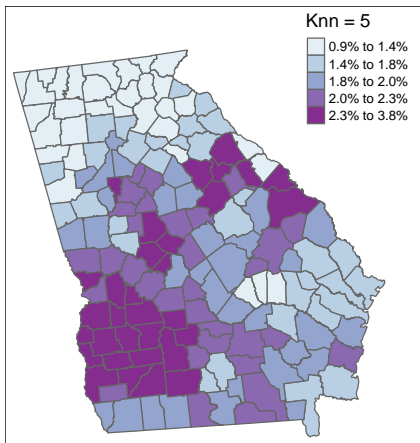 Knn = 5
0.9% to 1.4%
1.4% to 1.8%
1.8% to 2.0%
2.0% to 2.3%
2.3% to 3.8%